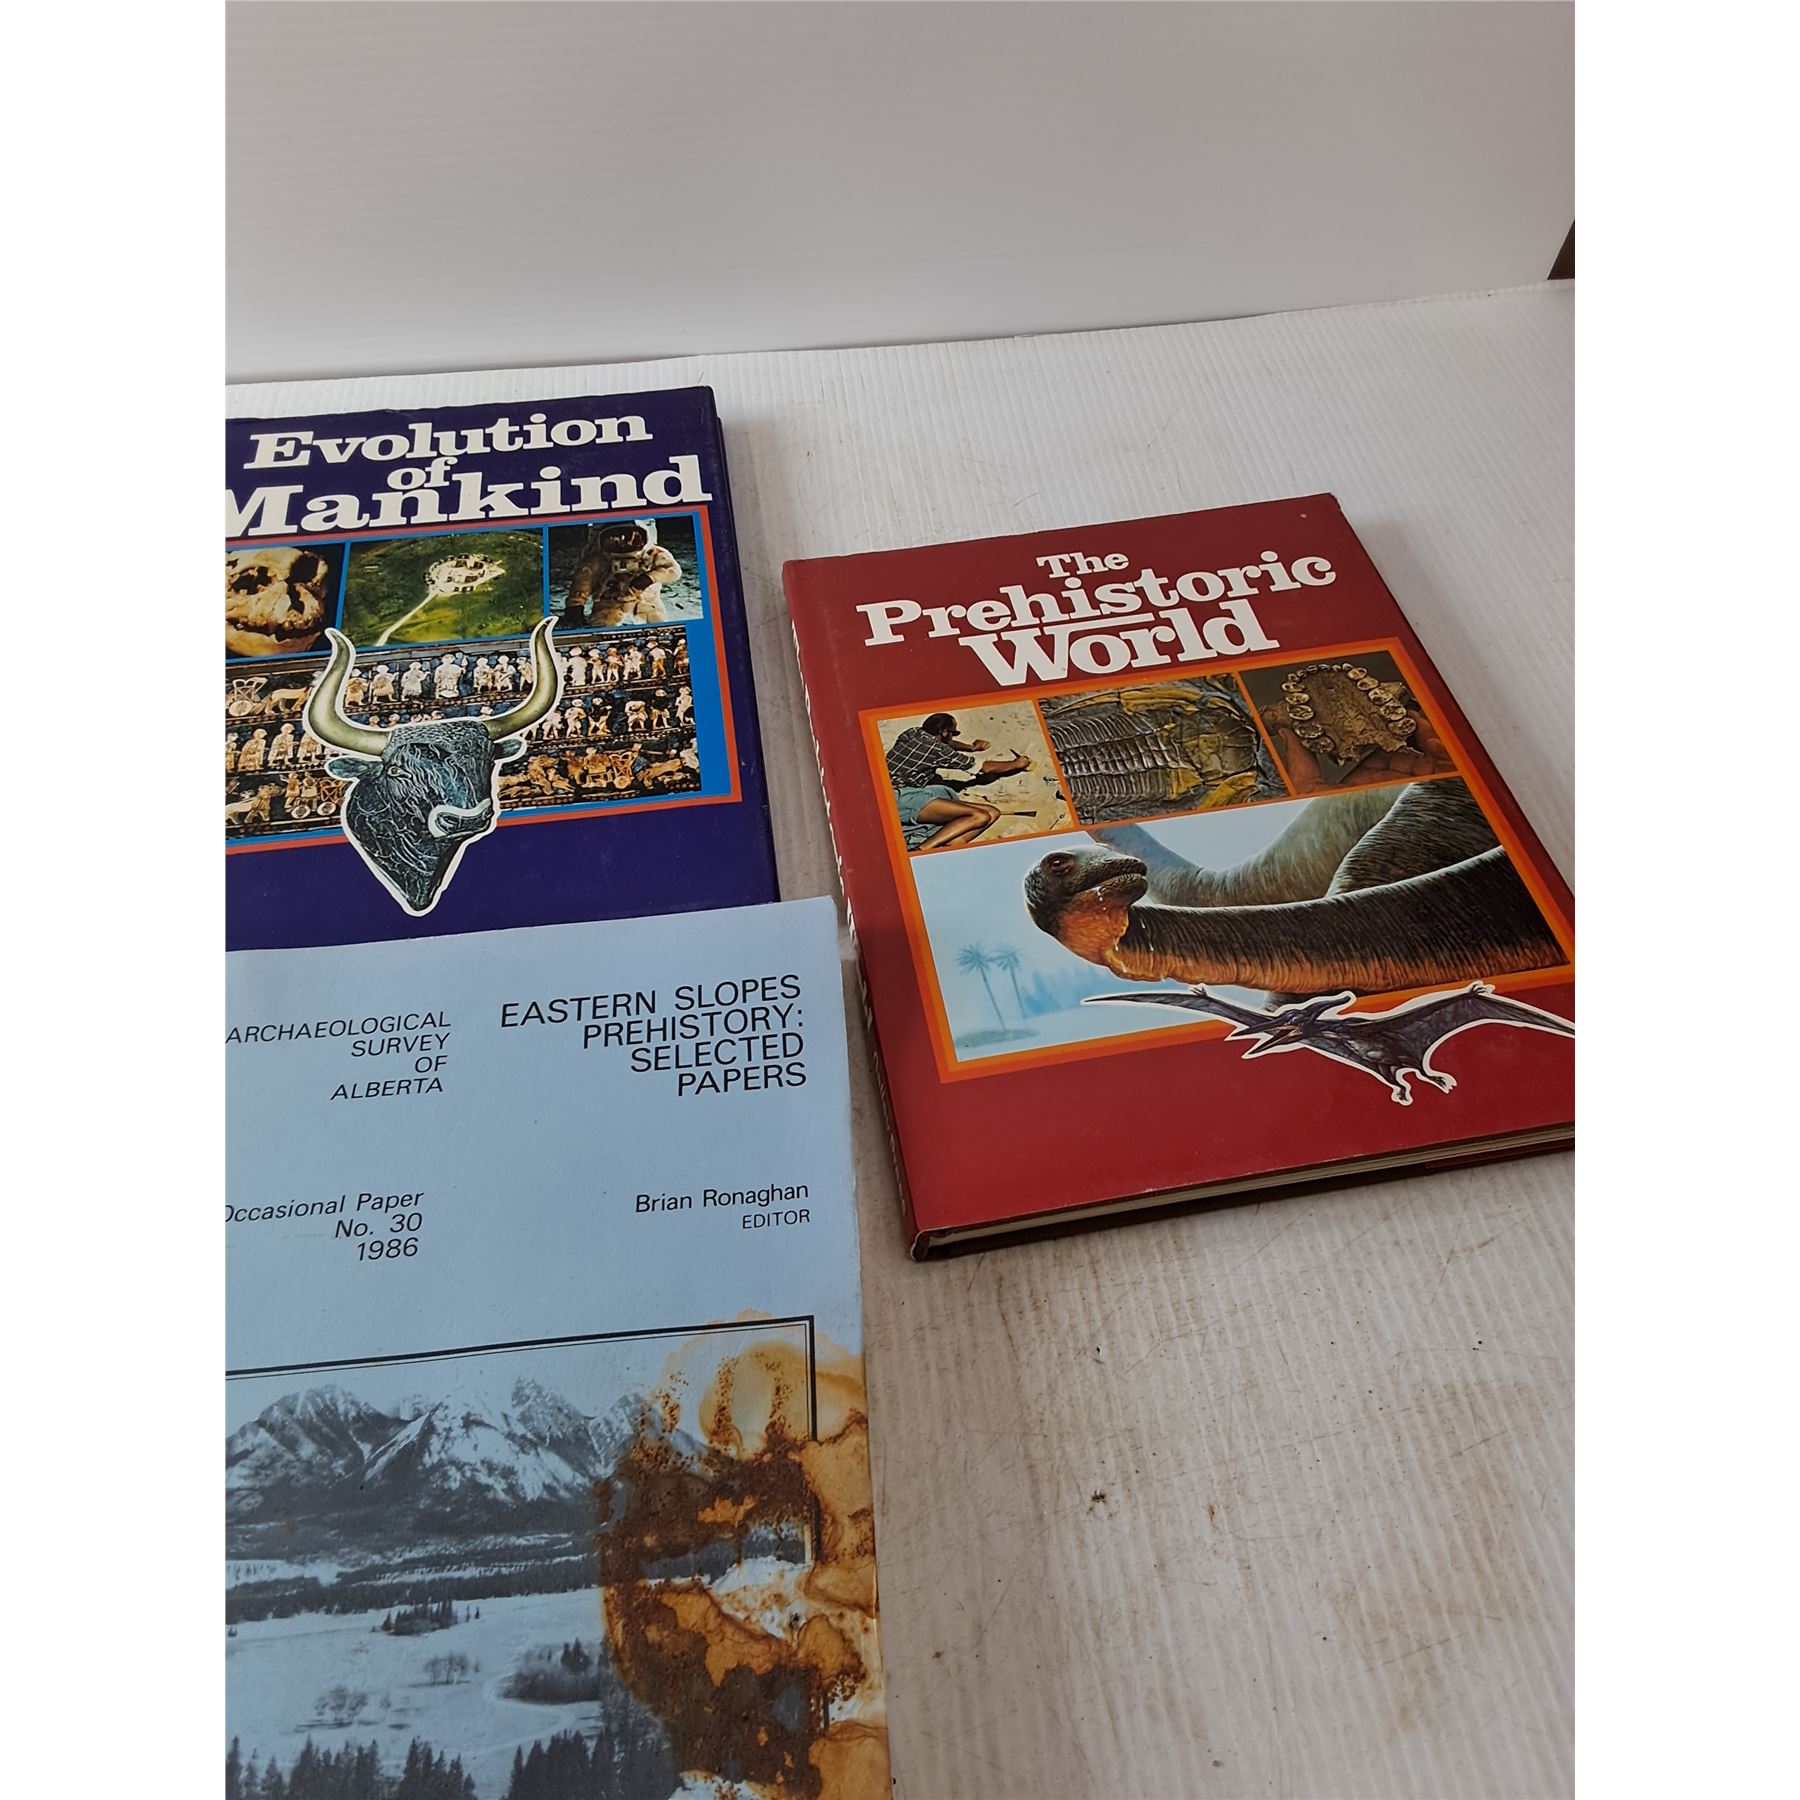 Evolution
of
Mankind
The
Prehistoric
World
ARCHAEOLOGICAL
SURVEY
OF
ALBERTA
EASTERN SLOPES
PREHISTORY:
SELECTED
PAPERS
Occasional Paper
No. 30
1986
Brian Ronaghan
EDITOR